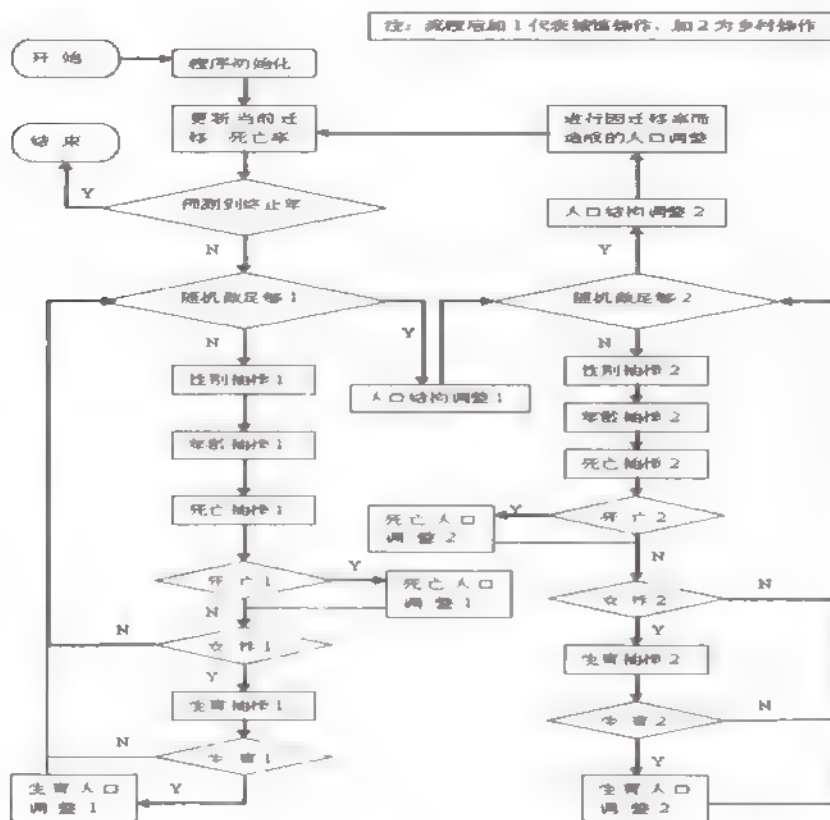 注：流程后加1代表城镇操作，加2为乡村操作
开始
程序初始化
更新当前迁
移 死亡率
进行因迁移率而
造成的人口调整
结束
Y
预测到终止年
人口结构调整2
N
Y
随机数足够1
随机数足够2
N
Y
N
性别抽样1
人口结构调整1
性别抽样2
年龄抽样1
年龄抽样2
死亡抽样1
死亡抽样2
死亡人口
调整2
Y
死亡2
死亡1
Y
死亡人口
调整1
N
N
女性2
N
N
女性1
Y
Y
生育抽样2
生育抽样1
N
生育1
生育2
N
Y
生育人口
调整1
Y
生育人口
调整2